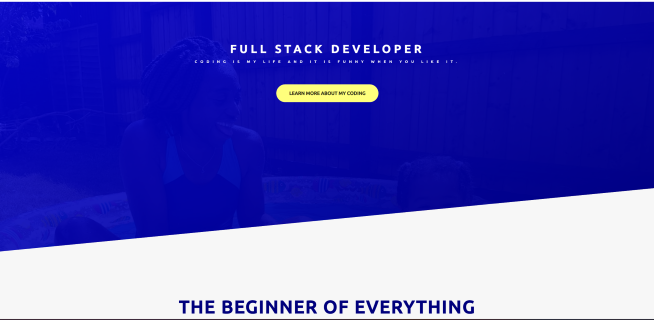 FULL STACK DEVELOPER
CODING IS MY LIFE AND IT IS FUNNY WHEN YOU LIKE IT.
LEARN MORE ABOUT MY CODING
THE BEGINNER OF EVERYTHING